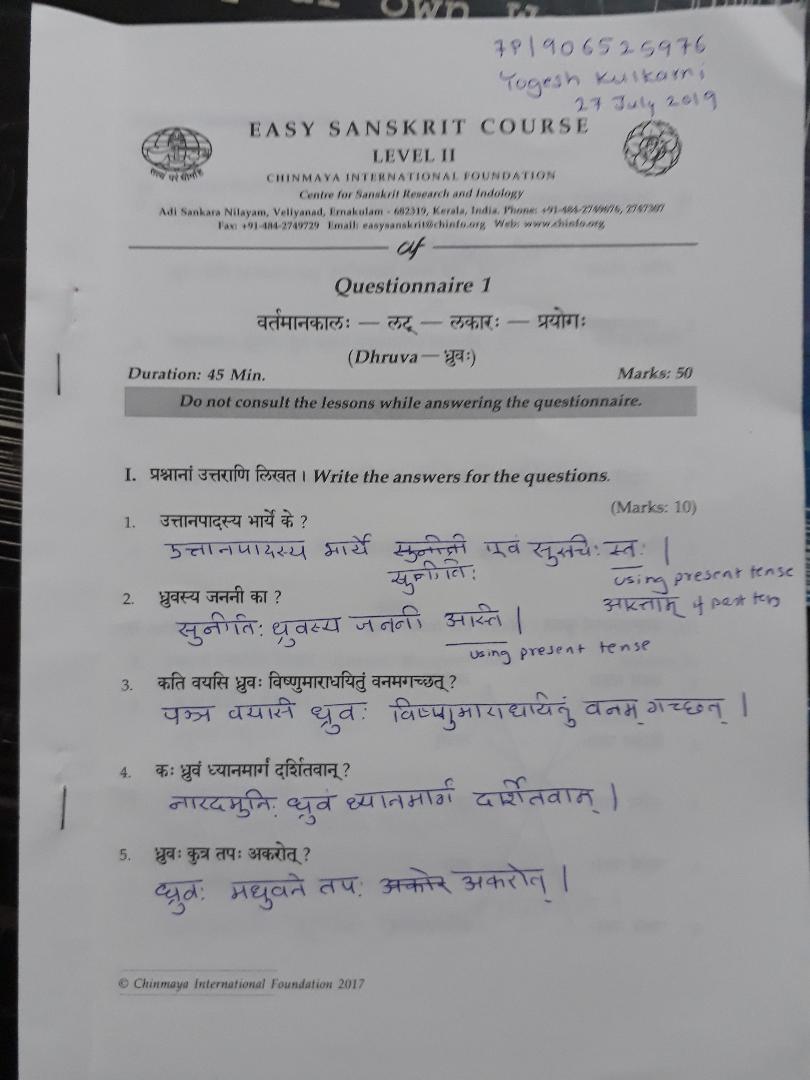 Own w
7P1906525976
Yogesh Kulkarni
27 July 2019
EASY SANSKRIT COURSE
LEVEL II
CHINMAYA INTERNATIONAL FOUNDATION
Centre for Sanskrit Research and Indology
Adi Sankara Nilayam, Veliyanad, Ernakulam - 682319, Kerala, India. Phone: +91-484-2749676, 2747307
Fax: +91-484-2749729 Email: easysanskrit@chinfo.org Web: www.chinfo.org
cif
Questionnaire 1
वर्तमानकालः — लट् — लकारः — प्रयोगः
(Dhruva — ध्रुवः)
Duration: 45 Min. Marks: 50
Do not consult the lessons while answering the questionnaire.
I. प्रश्नानां उत्तराणि लिखत । Write the answers for the questions.
(Marks: 10)
1. उत्तानपादस्य भार्ये के ?
उत्तानपादस्य भार्ये सुनीती एवं सुरुचिः स्तः |
सुनीतिः using present tense
आस्ताम् if past ten
2. ध्रुवस्य जननी का ?
सुनीतिः ध्रुवस्य जननी अस्ति |
using present tense
3. कति वयसि ध्रुवः विष्णुमाराधयितुं वनमगच्छत् ?
पञ्च वयसि ध्रुवः विष्णुमाराधयितुं वनम् गच्छत् |
4. कः ध्रुवं ध्यानमार्गं दर्शितवान् ?
नारदमुनिः ध्रुवं ध्यानमार्गं दर्शितवान् |
5. ध्रुवः कुत्र तपः अकरोत् ?
ध्रुवः मधुवने तपः अकोर अकरोत् |
© Chinmaya International Foundation 2017